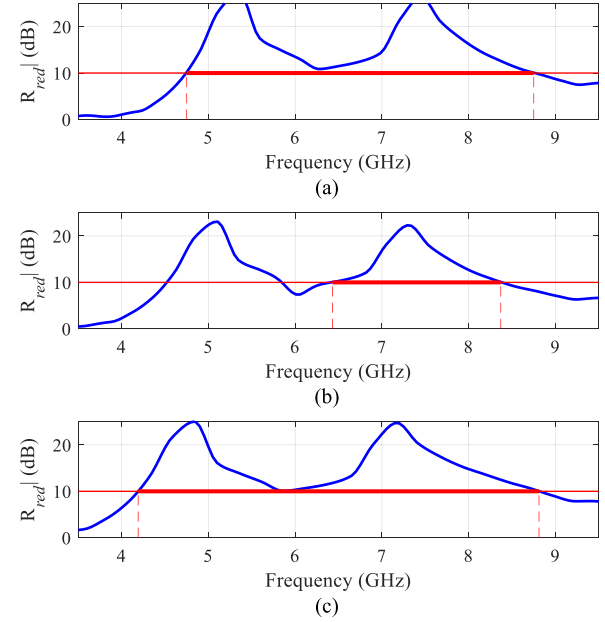 20
10
0
R_red| (dB)
4 5 6 7 8 9
Frequency (GHz)
(a)
20
10
0
R_red| (dB)
4 5 6 7 8 9
Frequency (GHz)
(b)
20
10
0
R_red| (dB)
4 5 6 7 8 9
Frequency (GHz)
(c)